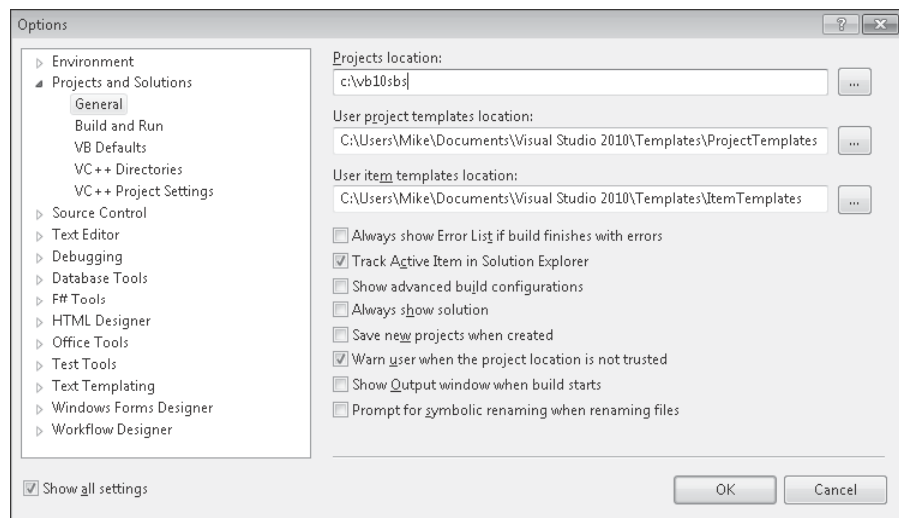 Options
Environment
Projects and Solutions
General
Build and Run
VB Defaults
VC++ Directories
VC++ Project Settings
Source Control
Text Editor
Debugging
Database Tools
F# Tools
HTML Designer
Office Tools
Test Tools
Text Templating
Windows Forms Designer
Workflow Designer
Show all settings
Projects location:
c:\vb10sbs
...
User project templates location:
C:\Users\Mike\Documents\Visual Studio 2010\Templates\ProjectTemplates
...
User item templates location:
C:\Users\Mike\Documents\Visual Studio 2010\Templates\ItemTemplates
...
Always show Error List if build finishes with errors
Track Active Item in Solution Explorer
Show advanced build configurations
Always show solution
Save new projects when created
Warn user when the project location is not trusted
Show Output window when build starts
Prompt for symbolic renaming when renaming files
OK
Cancel